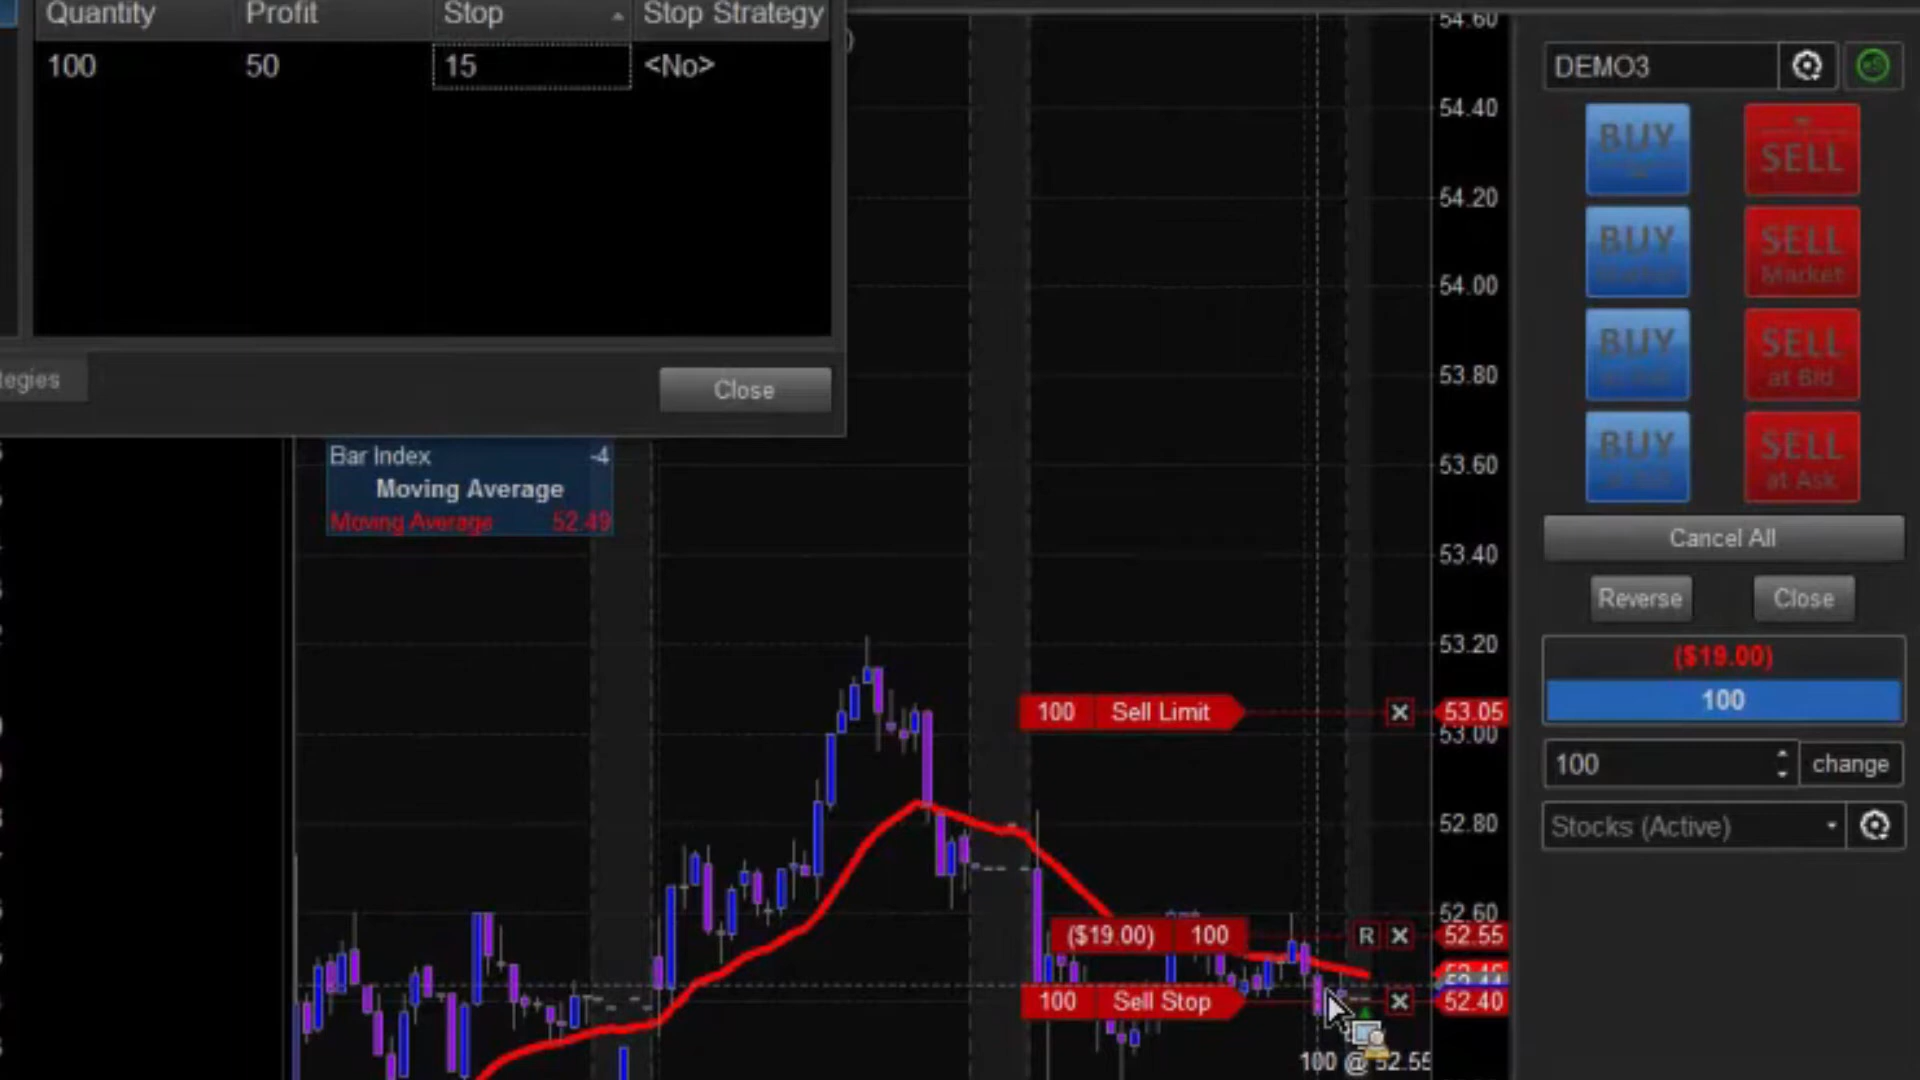 Quantity Profit Stop Stop Strategy
100 50 15 <No>
Close
Bar Index -4
Moving Average
Moving Average 52.49
54.60
54.40
54.20
54.00
53.80
53.60
53.40
53.20
53.05
53.00
52.80
52.60
52.55
52.40
100 Sell Limit
($19.00) 100 R
100 Sell Stop
100 @ 52.55
DEMO3
BUY SELL
BUY SELL
Market
BUY SELL
at Bid
BUY SELL
at Ask
Cancel All
Reverse Close
($19.00)
100
100 change
Stocks (Active)